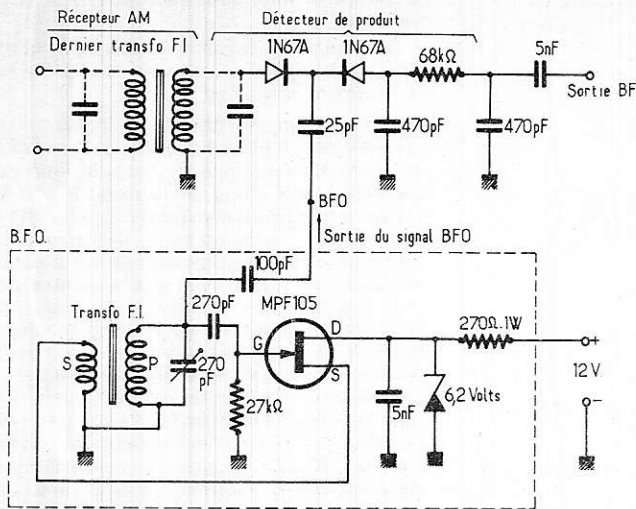 Récepteur AM
Détecteur de produit
Dernier transfo F.I.
1N67A
1N67A
68kΩ
5nF
Sortie BF
25pF
470pF
470pF
BFO
Sortie du signal BFO
B.F.O.
100pF
270pF
MPF105
Transfo F.I.
D
270Ω.1W
+
G
S
P
270
pF
S
12 V.
27kΩ
5nF
6,2 Volts
-